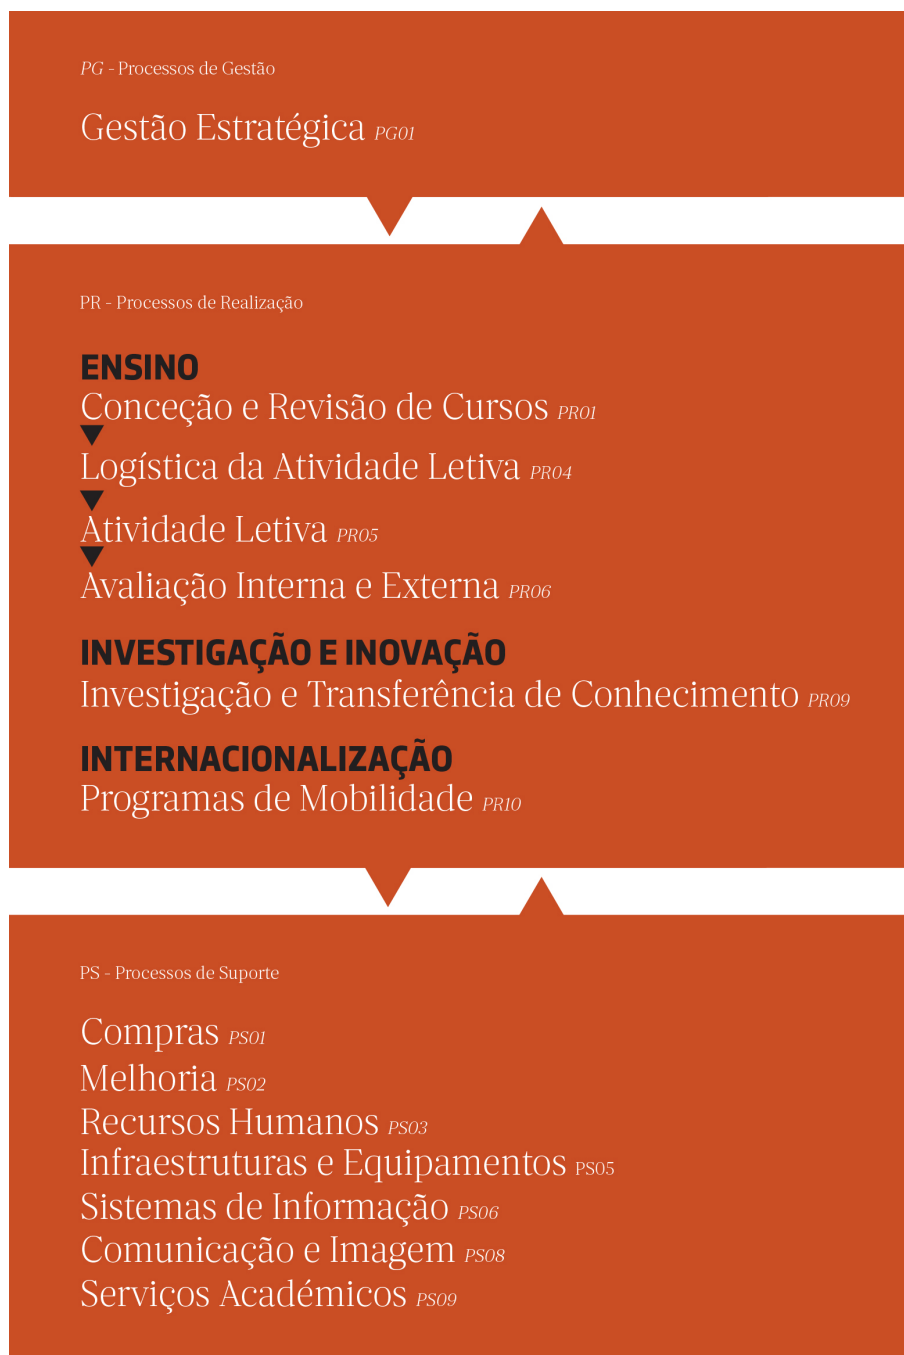 PG - Processos de Gestão
Gestão Estratégica PG01
PR - Processos de Realização
ENSINO
Conceção e Revisão de Cursos PR01
Logística da Atividade Letiva PR04
Atividade Letiva PR05
Avaliação Interna e Externa PR06
INVESTIGAÇÃO E INOVAÇÃO
Investigação e Transferência de Conhecimento PR09
INTERNACIONALIZAÇÃO
Programas de Mobilidade PR10
PS - Processos de Suporte
Compras PS01
Melhoria PS02
Recursos Humanos PS03
Infraestruturas e Equipamentos PS05
Sistemas de Informação PS06
Comunicação e Imagem PS08
Serviços Académicos PS09